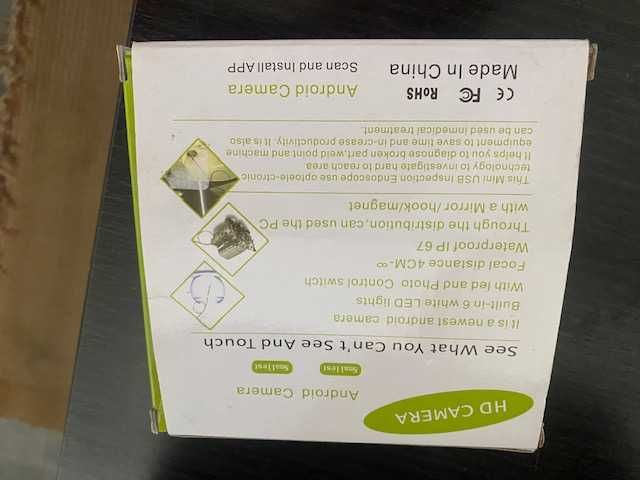 HD CAMERA
Android Camera
Smallest Smallest
See What You Can't See And Touch
It is a newest android camera
Built-in 6 white LED lights
With led and Photo Control switch
Focal distance 4CM-∞
Waterproof IP 67
Through the distribution, can used the PC
with a Mirror/hook/magnet
This Mini USB Inspection Endoscope use optoele-ctronic
technology to investigate hard to reach area
It helps you to diagnose broken part, weld point and machine
equipment to save time and in-crease productivity. It is also
can be used inmedical treatment.
CE FC RoHS
Made In China
Android Camera
Scan and Install APP